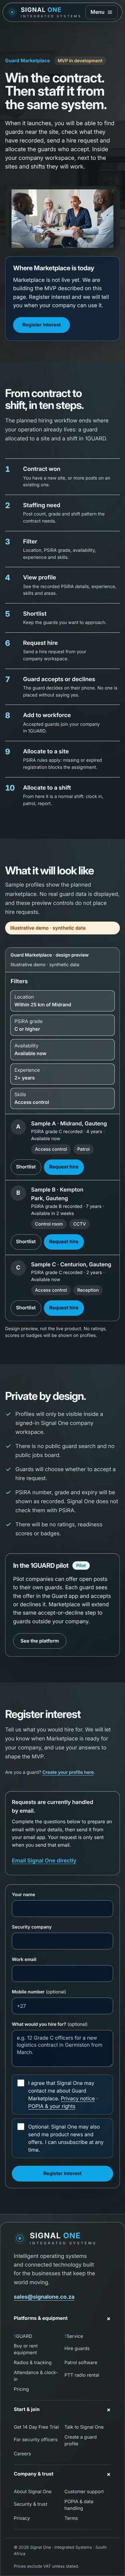 SIGNAL ONE
INTEGRATED SYSTEMS
Menu
Guard Marketplace
MVP in development
Win the contract.
Then staff it from
the same system.
When it launches, you will be able to find
guards near the site, check what they
have recorded, send a hire request and
allocate the guards who accept. Inside
your company workspace, next to the
sites and shifts they will work.
Where Marketplace is today
Marketplace is not live yet. We are
building the MVP described on this
page. Register interest and we will tell
you when your company can use it.
Register interest
From contract to
shift, in ten steps.
The planned hiring workflow ends where
your operation already lives: a guard
allocated to a site and a shift in 1GUARD.
1
Contract won
You have a new site, or more posts on an
existing one.
2
Staffing need
Post count, grade and shift pattern the
contract needs.
3
Filter
Location, PSIRA grade, availability,
experience and skills.
4
View profile
See the recorded PSIRA details, experience,
skills and areas.
5
Shortlist
Keep the guards you want to approach.
6
Request hire
Send a hire request from your
company workspace.
7
Guard accepts or declines
The guard decides on their phone. No one is
placed without saying yes.
8
Add to workforce
Accepted guards join your company
in 1GUARD.
9
Allocate to a site
PSIRA rules apply: missing or expired
registration blocks the assignment.
10
Allocate to a shift
From here it is a normal shift: clock in,
patrol, report.
What it will look like
Sample profiles show the planned
marketplace. No real guard data is displayed,
and these preview controls do not place
hire requests.
Illustrative demo · synthetic data
Guard Marketplace · design preview
Illustrative demo · synthetic data
Filters
Location
Within 25 km of Midrand
PSIRA grade
C or higher
Availability
Available now
Experience
2+ years
Skills
Access control
A
Sample A · Midrand, Gauteng
PSIRA grade C recorded · 4 years ·
Available now
Access control
Patrol
Shortlist
Request hire
B
Sample B · Kempton
Park, Gauteng
PSIRA grade B recorded · 7 years ·
Available in 2 weeks
Control room
CCTV
Shortlist
Request hire
C
Sample C · Centurion, Gauteng
PSIRA grade C recorded · 2 years ·
Available now
Access control
Reception
Shortlist
Request hire
Design preview, not the live product. No ratings,
scores or badges will be shown on profiles.
Private by design.
Profiles will only be visible inside a
signed-in Signal One company
workspace.
There is no public guard search and no
public jobs board.
Guards will choose whether to accept a
hire request.
PSIRA number, grade and expiry will be
shown as recorded. Signal One does not
check them with PSIRA.
There will be no ratings, readiness
scores or badges.
In the 1GUARD pilot
Pilot
Pilot companies can offer open posts
to their own guards. Each guard sees
the offer in the Guard app and accepts
or declines it. Marketplace will extend
the same accept-or-decline step to
guards outside your company.
See the platform
Register interest
Tell us what you would hire for. We will let
you know when Marketplace is ready for
your company, and use your answers to
shape the MVP.
Are you a guard? Create your profile here.
Requests are currently handled
by email.
Complete the questions below to prepare an
email with your details, then send it from
your email app. Your request is only sent
when you send that email.
Email Signal One directly
Your name
Security company
Work email
Mobile number (optional)
+27
What would you hire for? (optional)
e.g. 12 Grade C officers for a new
logistics contract in Germiston from
March.
I agree that Signal One may
contact me about Guard
Marketplace. Privacy notice ·
POPIA & your rights
Optional: Signal One may also
send me product news and
offers. I can unsubscribe at any
time.
Register interest
SIGNAL ONE
INTEGRATED SYSTEMS
Intelligent operating systems
and connected technology built
for the businesses that keep the
world moving.
sales@signalone.co.za
Platforms & equipment
1GUARD
1Service
Buy or rent
equipment
Hire guards
Radios & tracking
Patrol software
Attendance & clock-
in
PTT radio rental
Pricing
Start & join
Get 14 Day Free Trial
Talk to Signal One
For security officers
Create a guard
profile
Careers
Company & trust
About Signal One
Customer support
Security & trust
POPIA & data
handling
Privacy
Terms
© 2026 Signal One · Integrated Systems · South
Africa
Prices exclude VAT unless stated.